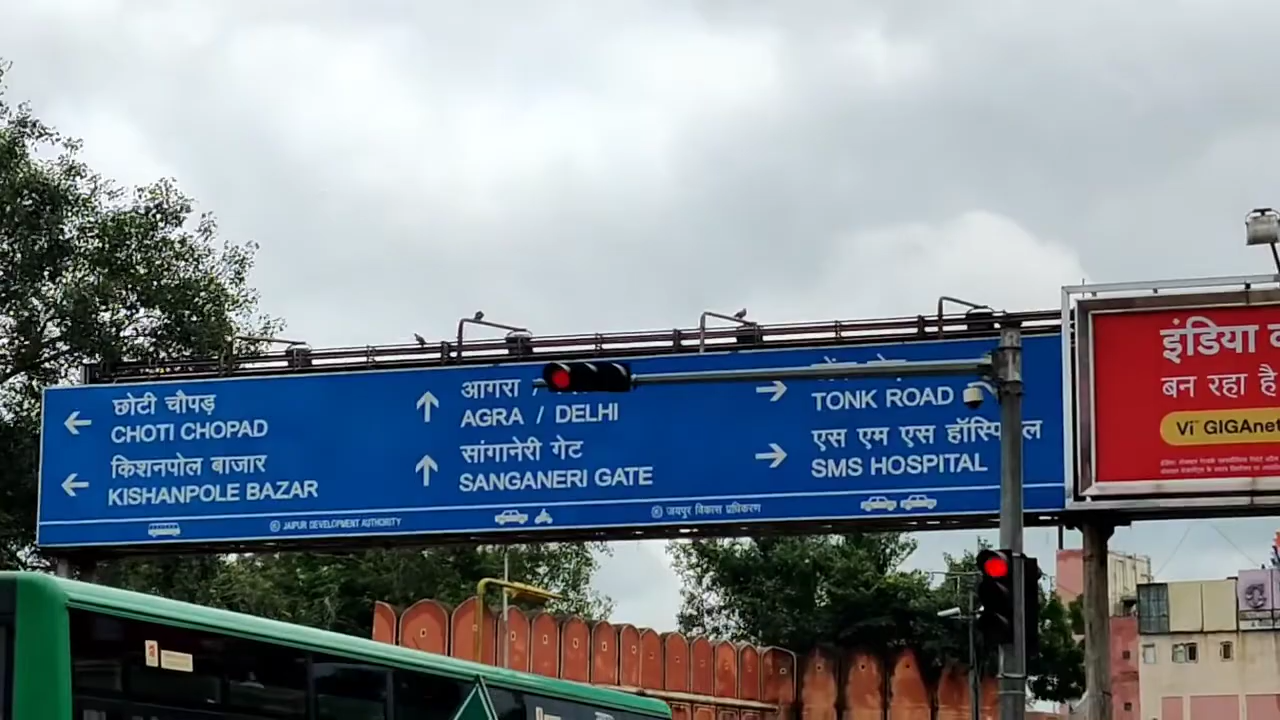 छोटी चौपड़
CHOTI CHOPAD
किशनपोल बाजार
KISHANPOLE BAZAR
© JAIPUR DEVELOPMENT AUTHORITY
आगरा /
AGRA / DELHI
सांगानेरी गेट
SANGANERI GATE
© जयपुर विकास प्राधिकरण
TONK ROAD
एस एम एस हॉस्पिटल
SMS HOSPITAL
इंडिया
बन रहा है
Vi GIGAnet